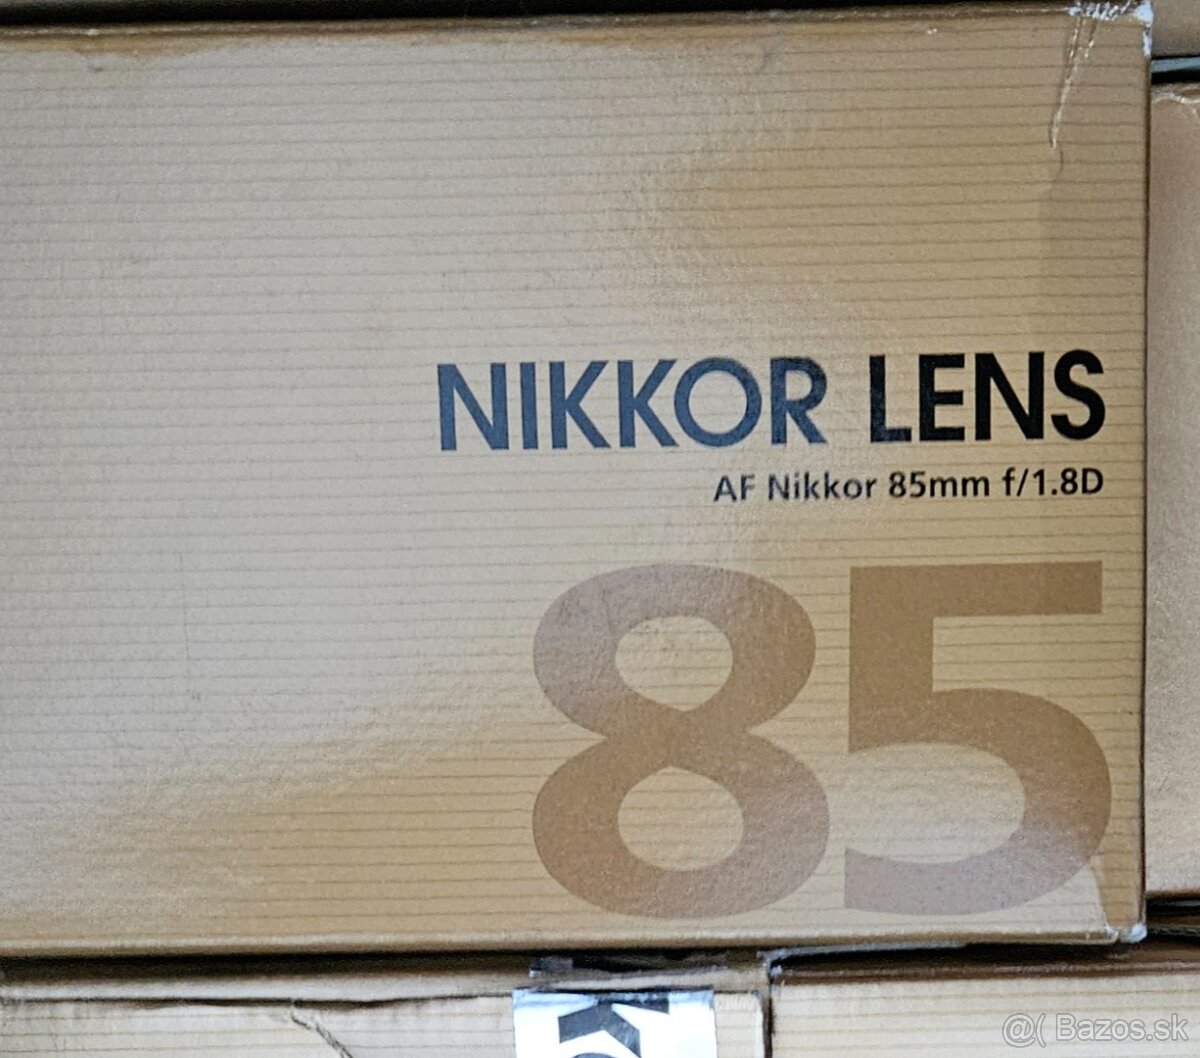 NIKKOR LENS
AF Nikkor 85mm f/1.8D
85
@( Bazos.sk